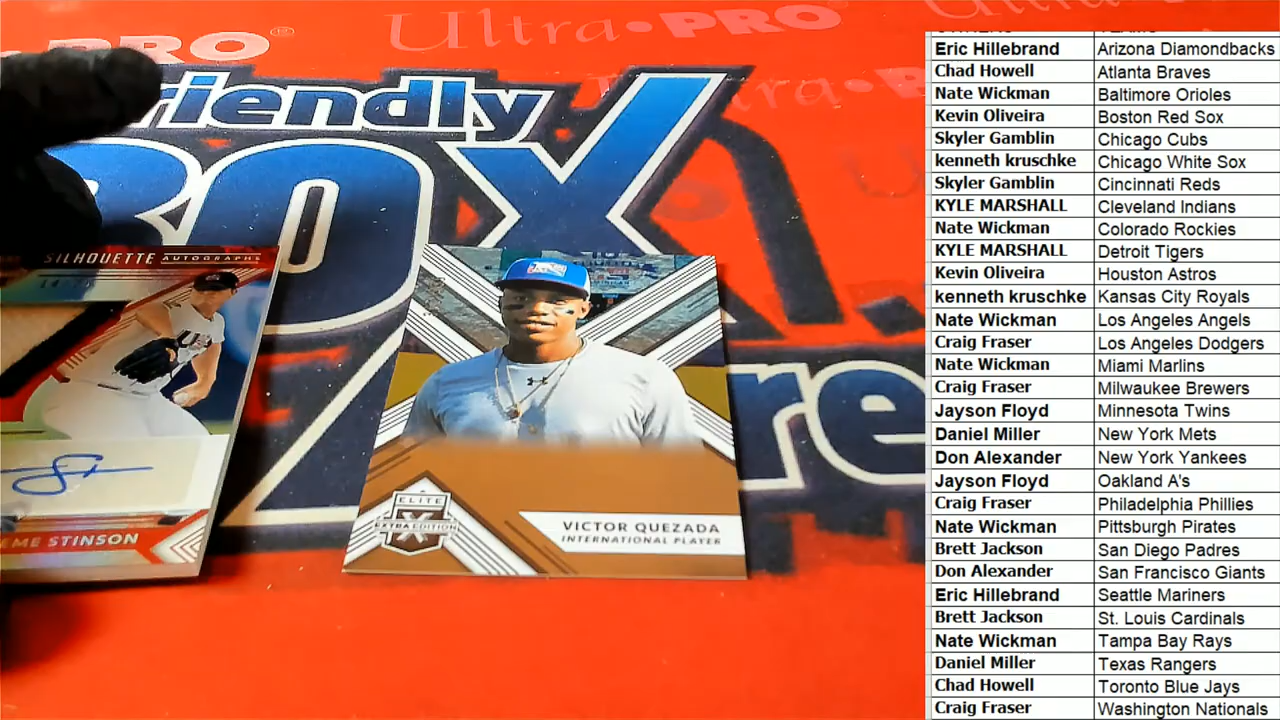 Ultra•PRO®
PRO®
riendly
BOX
re
SILHOUETTE AUTOGRAPHS
EME STINSON
ELITE
EXTRA EDITION
VICTOR QUEZADA
INTERNATIONAL PLAYER
Eric Hillebrand Arizona Diamondbacks
Chad Howell Atlanta Braves
Nate Wickman Baltimore Orioles
Kevin Oliveira Boston Red Sox
Skyler Gamblin Chicago Cubs
kenneth kruschke Chicago White Sox
Skyler Gamblin Cincinnati Reds
KYLE MARSHALL Cleveland Indians
Nate Wickman Colorado Rockies
KYLE MARSHALL Detroit Tigers
Kevin Oliveira Houston Astros
kenneth kruschke Kansas City Royals
Nate Wickman Los Angeles Angels
Craig Fraser Los Angeles Dodgers
Nate Wickman Miami Marlins
Craig Fraser Milwaukee Brewers
Jayson Floyd Minnesota Twins
Daniel Miller New York Mets
Don Alexander New York Yankees
Jayson Floyd Oakland A's
Craig Fraser Philadelphia Phillies
Nate Wickman Pittsburgh Pirates
Brett Jackson San Diego Padres
Don Alexander San Francisco Giants
Eric Hillebrand Seattle Mariners
Brett Jackson St. Louis Cardinals
Nate Wickman Tampa Bay Rays
Daniel Miller Texas Rangers
Chad Howell Toronto Blue Jays
Craig Fraser Washington Nationals